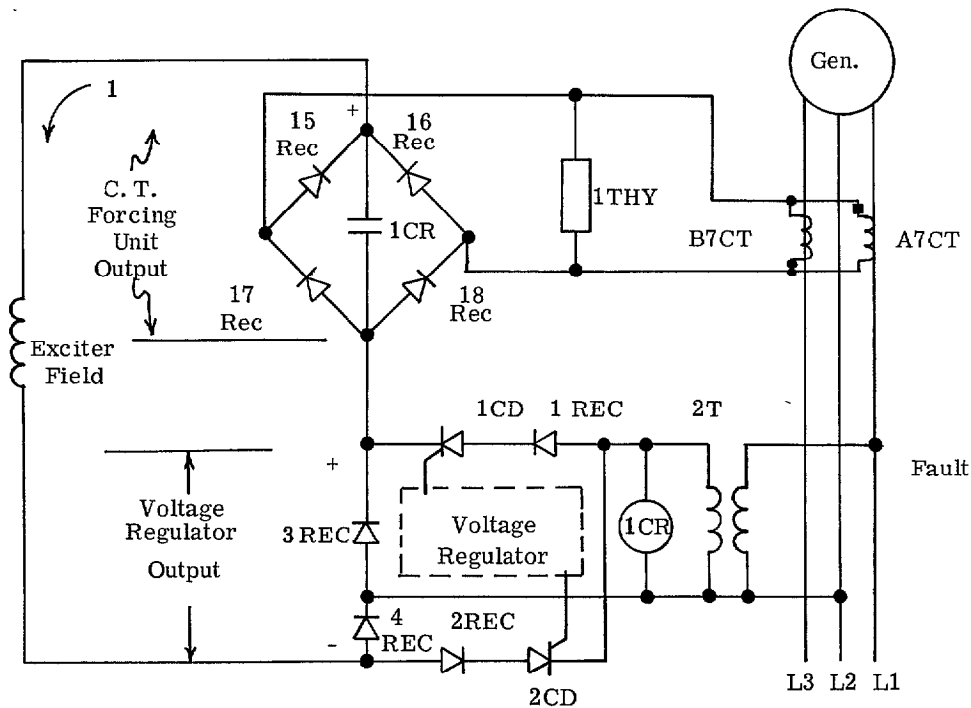 Gen.
1
+
15
Rec
16
Rec
C. T.
Forcing
Unit
Output
1CR
1THY
B7CT
A7CT
17
Rec
18
Rec
Exciter
Field
1CD
1 REC
2T
+
Fault
Voltage
Regulator
Output
3 REC
Voltage
Regulator
1CR
4
REC
2REC
-
2CD
L3
L2
L1